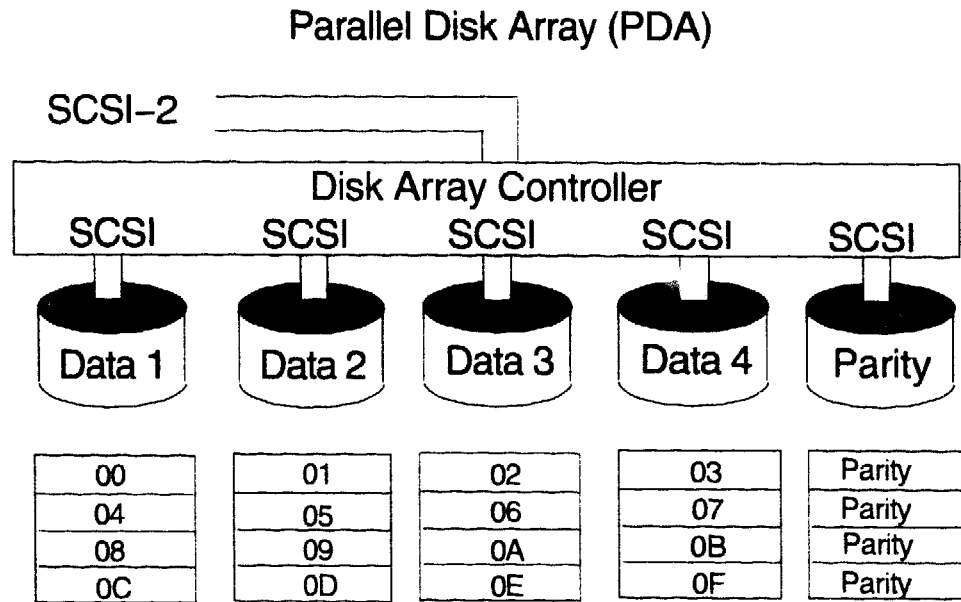 Parallel Disk Array (PDA)
SCSI-2
Disk Array Controller
SCSI SCSI SCSI SCSI SCSI
Data 1 Data 2 Data 3 Data 4 Parity
00 01 02 03 Parity
04 05 06 07 Parity
08 09 0A 0B Parity
0C 0D 0E 0F Parity